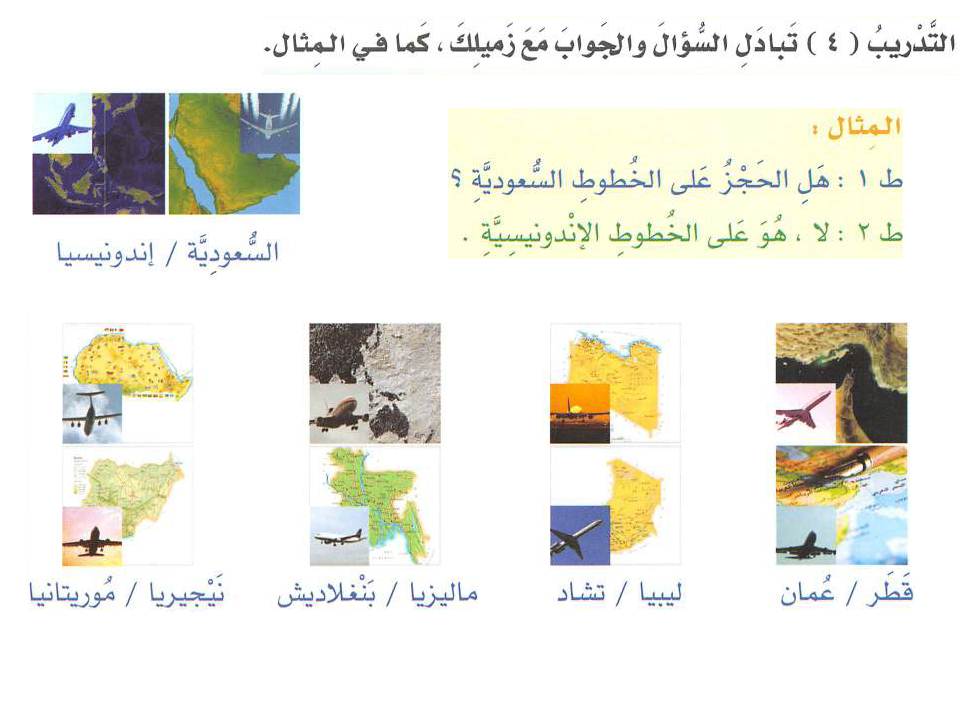 التَّدْريبُ ( ٤ ) تَبادَلِ السُّؤالَ والجَوابَ مَعَ زَميلِكَ ، كَما في المِثال.
المِثال :
ط ١ : هَلِ الحَجْزُ عَلى الخُطوطِ السُّعوديَّةِ ؟
ط ٢ : لا ، هُوَ عَلى الخُطوطِ الإنْدونيسِيَّةِ .
السُّعودِيَّة / إندونيسيا
قَطَر / عُمان
ليبيا / تشاد
ماليزيا / بَنْغلاديش
نَيْجيريا / مُوريتانيا